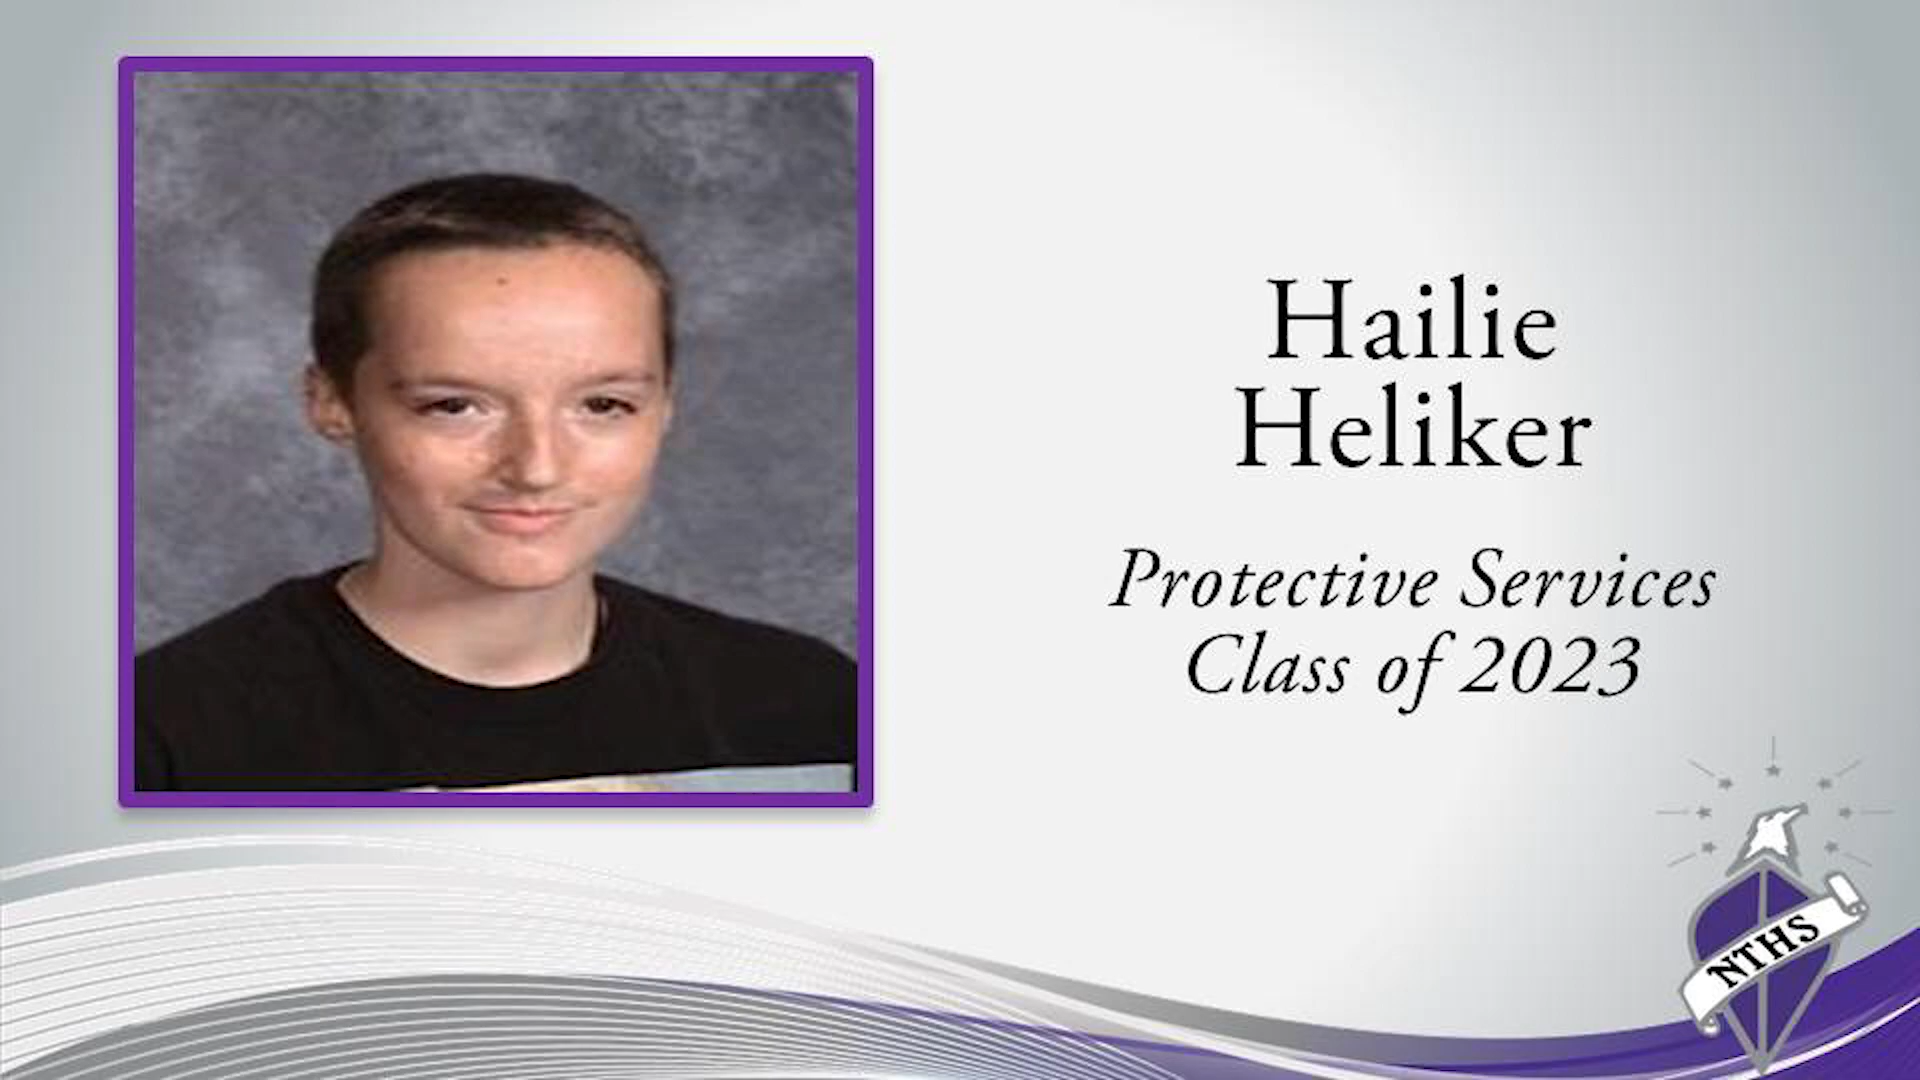 Hailie
Heliker
Protective Services
Class of 2023
NTHS